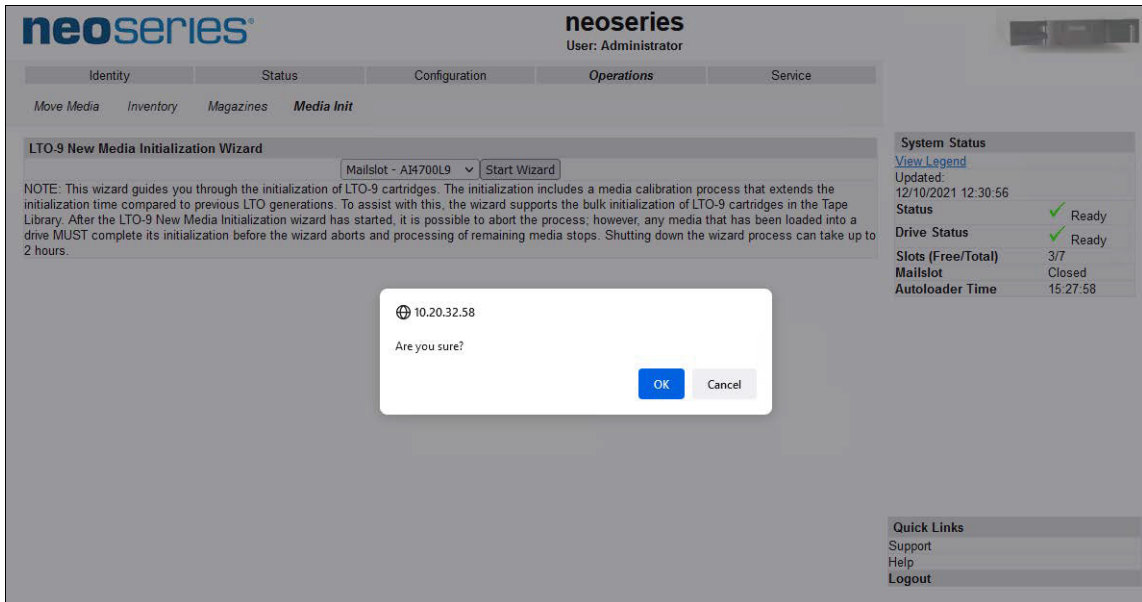 neoseries
neoseries
User: Administrator
Identity Status Configuration Operations Service
Move Media Inventory Magazines Media Init
LTO-9 New Media Initialization Wizard
Mailslot - AI4700L9 Start Wizard
NOTE: This wizard guides you through the initialization of LTO-9 cartridges. The initialization includes a media calibration process that extends the
initialization time compared to previous LTO generations. To assist with this, the wizard supports the bulk initialization of LTO-9 cartridges in the Tape
Library. After the LTO-9 New Media Initialization wizard has started, it is possible to abort the process; however, any media that has been loaded into a
drive MUST complete its initialization before the wizard aborts and processing of remaining media stops. Shutting down the wizard process can take up to
2 hours.
10.20.32.58
Are you sure?
OK Cancel
System Status
View Legend
Updated:
12/10/2021 12:30:56
Status Ready
Drive Status Ready
Slots (Free/Total) 3/7
Mailslot Closed
Autoloader Time 15:27:58
Quick Links
Support
Help
Logout